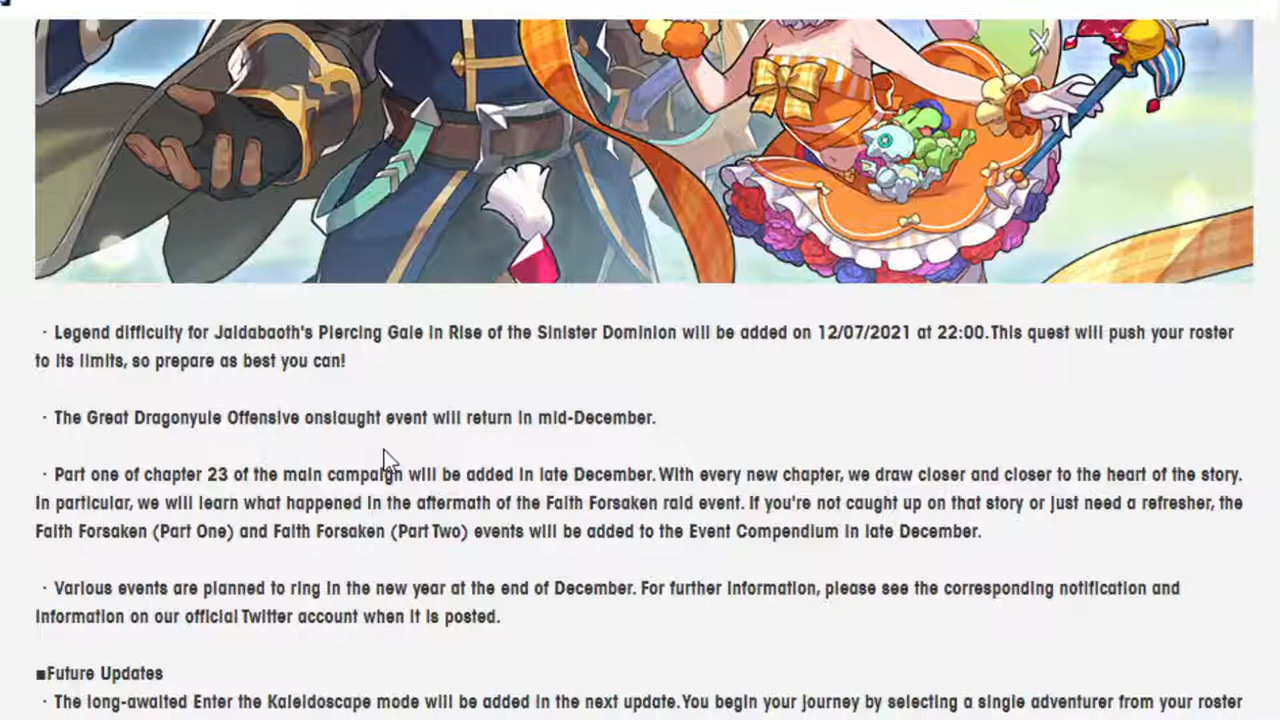 · Legend difficulty for Jaldabaoth's Piercing Gale in Rise of the Sinister Dominion will be added on 12/07/2021 at 22:00.This quest will push your roster
to its limits, so prepare as best you can!
· The Great Dragonyule Offensive onslaught event will return in mid-December.
· Part one of chapter 23 of the main campaign will be added in late December. With every new chapter, we draw closer and closer to the heart of the story.
In particular, we will learn what happened in the aftermath of the Faith Forsaken raid event. If you're not caught up on that story or just need a refresher, the
Faith Forsaken (Part One) and Faith Forsaken (Part Two) events will be added to the Event Compendium in late December.
· Various events are planned to ring in the new year at the end of December. For further information, please see the corresponding notification and
information on our official Twitter account when it is posted.
■Future Updates
· The long-awaited Enter the Kaleidoscape mode will be added in the next update.You begin your journey by selecting a single adventurer from your roster